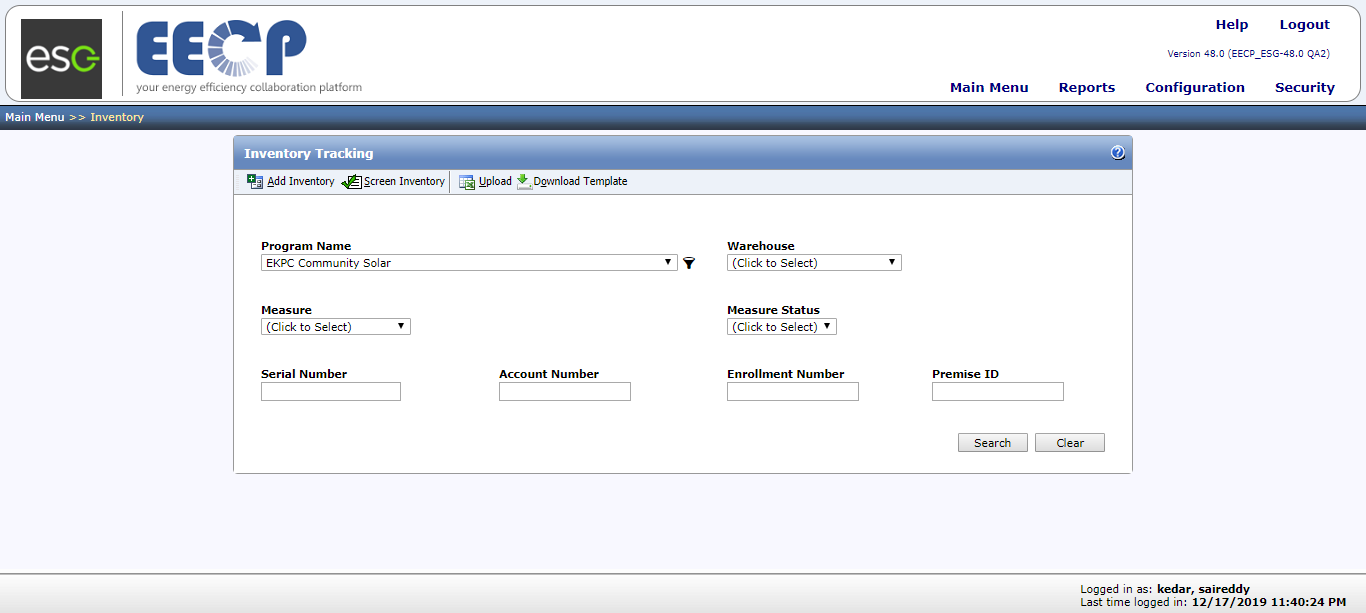 Help Logout
esg EECP
Version 48.0 (EECP_ESG-48.0 QA2)
your energy efficiency collaboration platform
Main Menu Reports Configuration Security
Main Menu >> Inventory
Inventory Tracking ?
Add Inventory Screen Inventory Upload Download Template
Program Name Warehouse
EKPC Community Solar (Click to Select)
Measure Measure Status
(Click to Select) (Click to Select)
Serial Number Account Number Enrollment Number Premise ID
Search Clear
Logged in as: kedar, saireddy
Last time logged in: 12/17/2019 11:40:24 PM